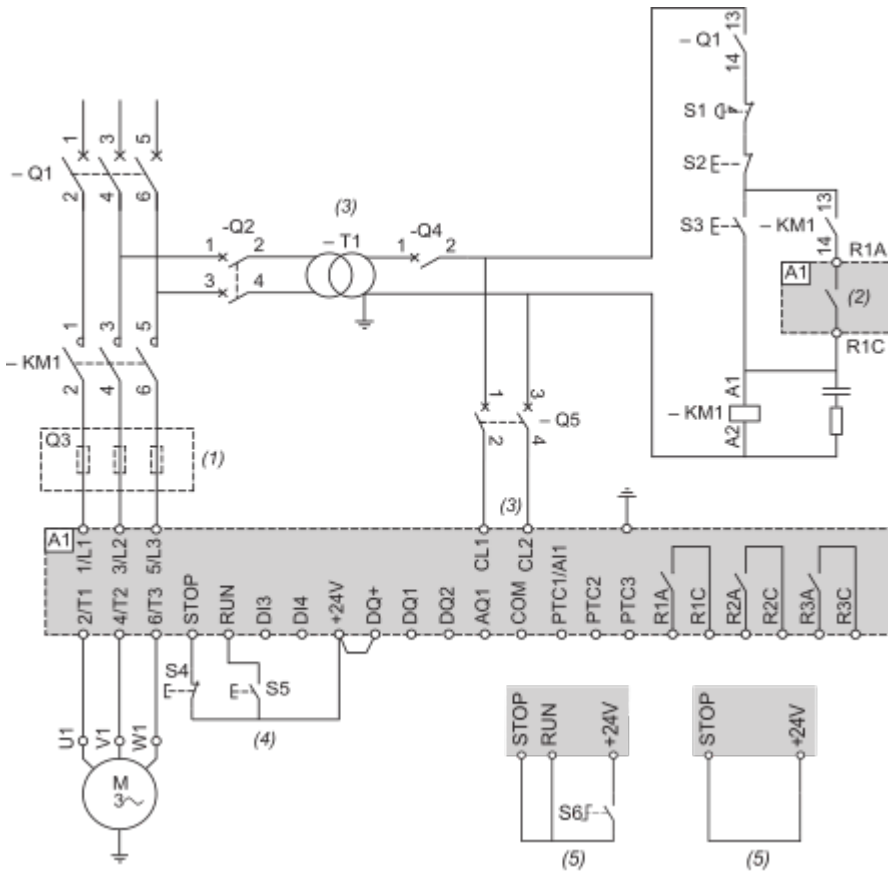 13
– Q1
14
S1
S2
S3
– KM1
13
14
R1A
A1
(2)
R1C
A1
– KM1
A2
1
3
5
– Q1
2
4
6
-Q2
1
2
3
4
(3)
– T1
-Q4
1
2
1
3
5
– KM1
2
4
6
Q3
(1)
1
3
– Q5
2
4
(3)
A1
1/L1
3/L2
5/L3
CL1
CL2
2/T1
4/T2
6/T3
STOP
RUN
DI3
DI4
+24V
DQ+
DQ1
DQ2
AQ1
COM
PTC1/AI1
PTC2
PTC3
R1A
R1C
R2A
R2C
R3A
R3C
S4
S5
(4)
U1
V1
W1
M
3
STOP
RUN
+24V
S6
(5)
STOP
+24V
(5)